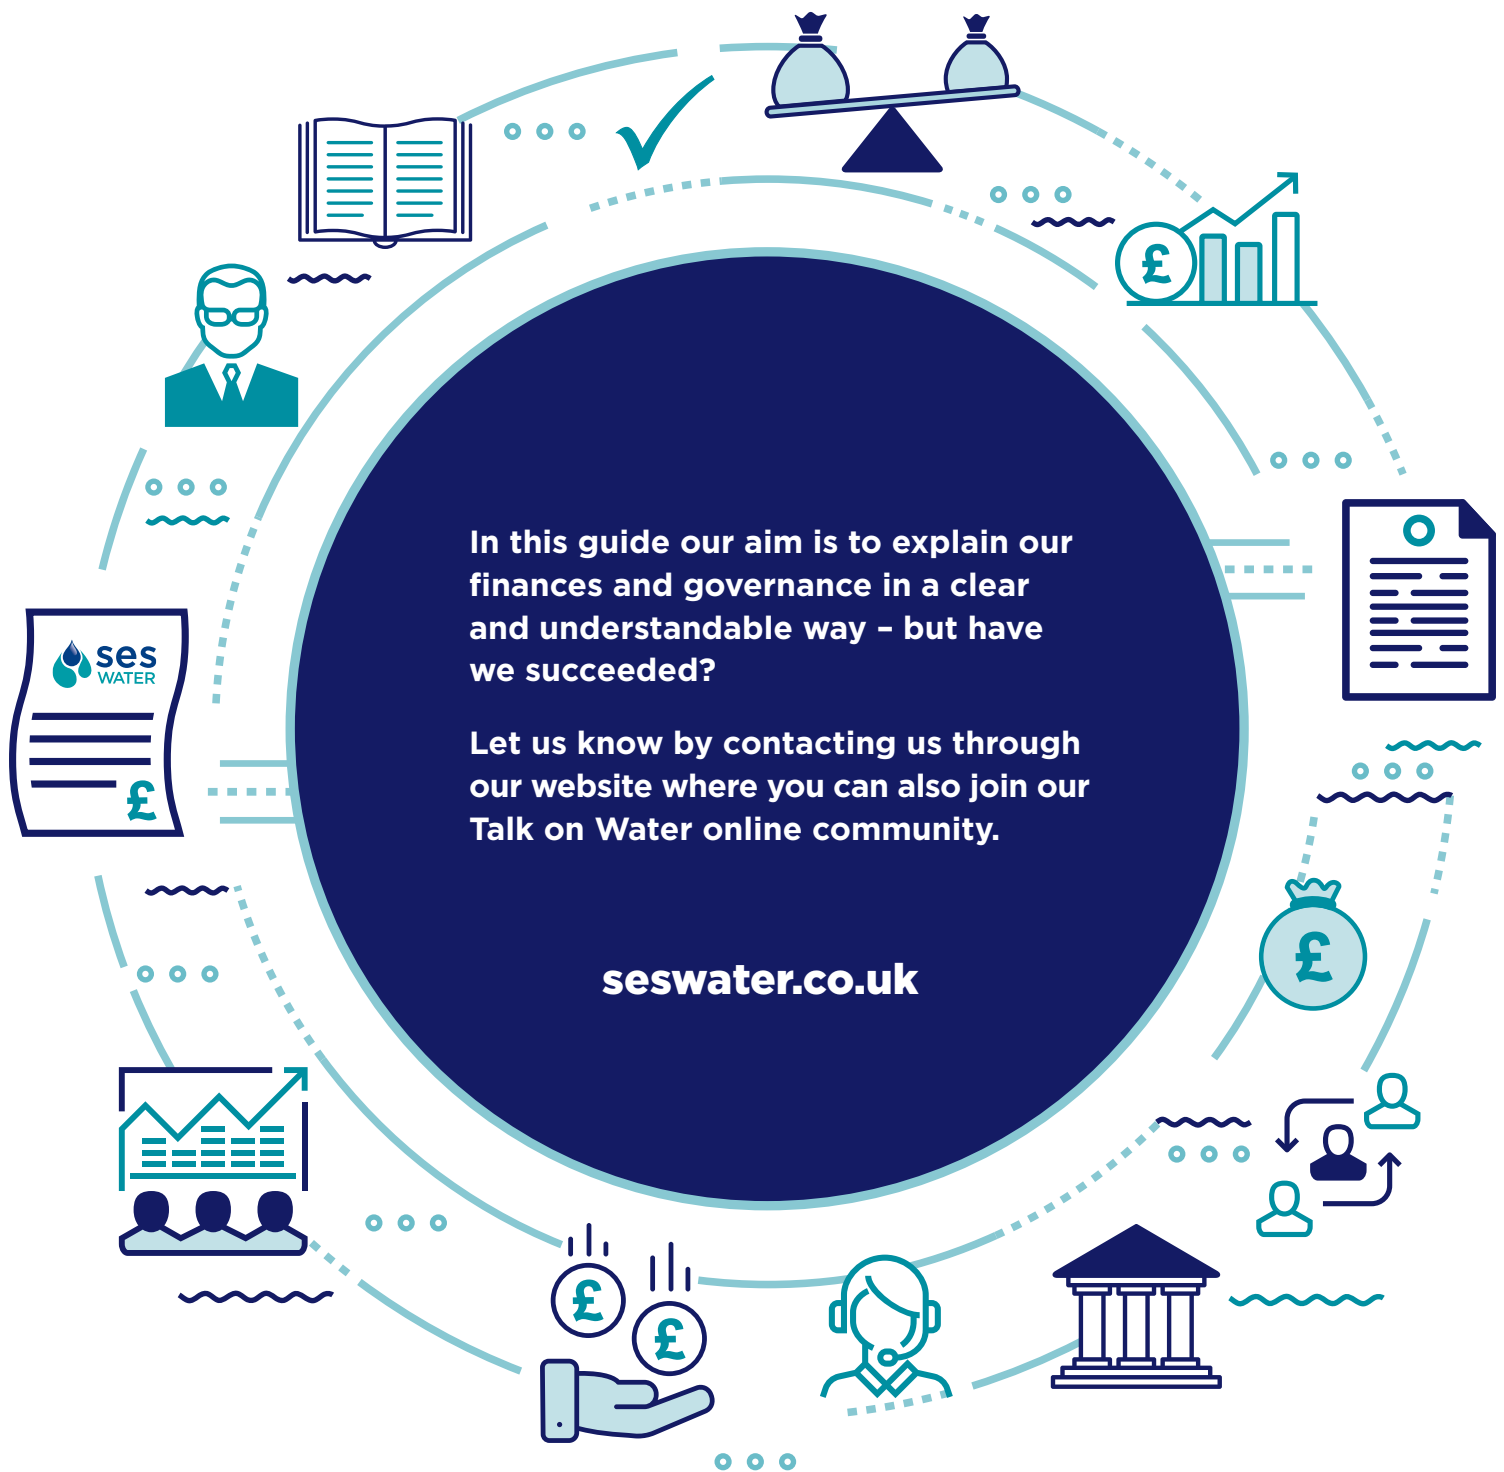 £
ses
WATER
£
In this guide our aim is to explain our
finances and governance in a clear
and understandable way – but have
we succeeded?
Let us know by contacting us through
our website where you can also join our
Talk on Water online community.
£
seswater.co.uk
£
£